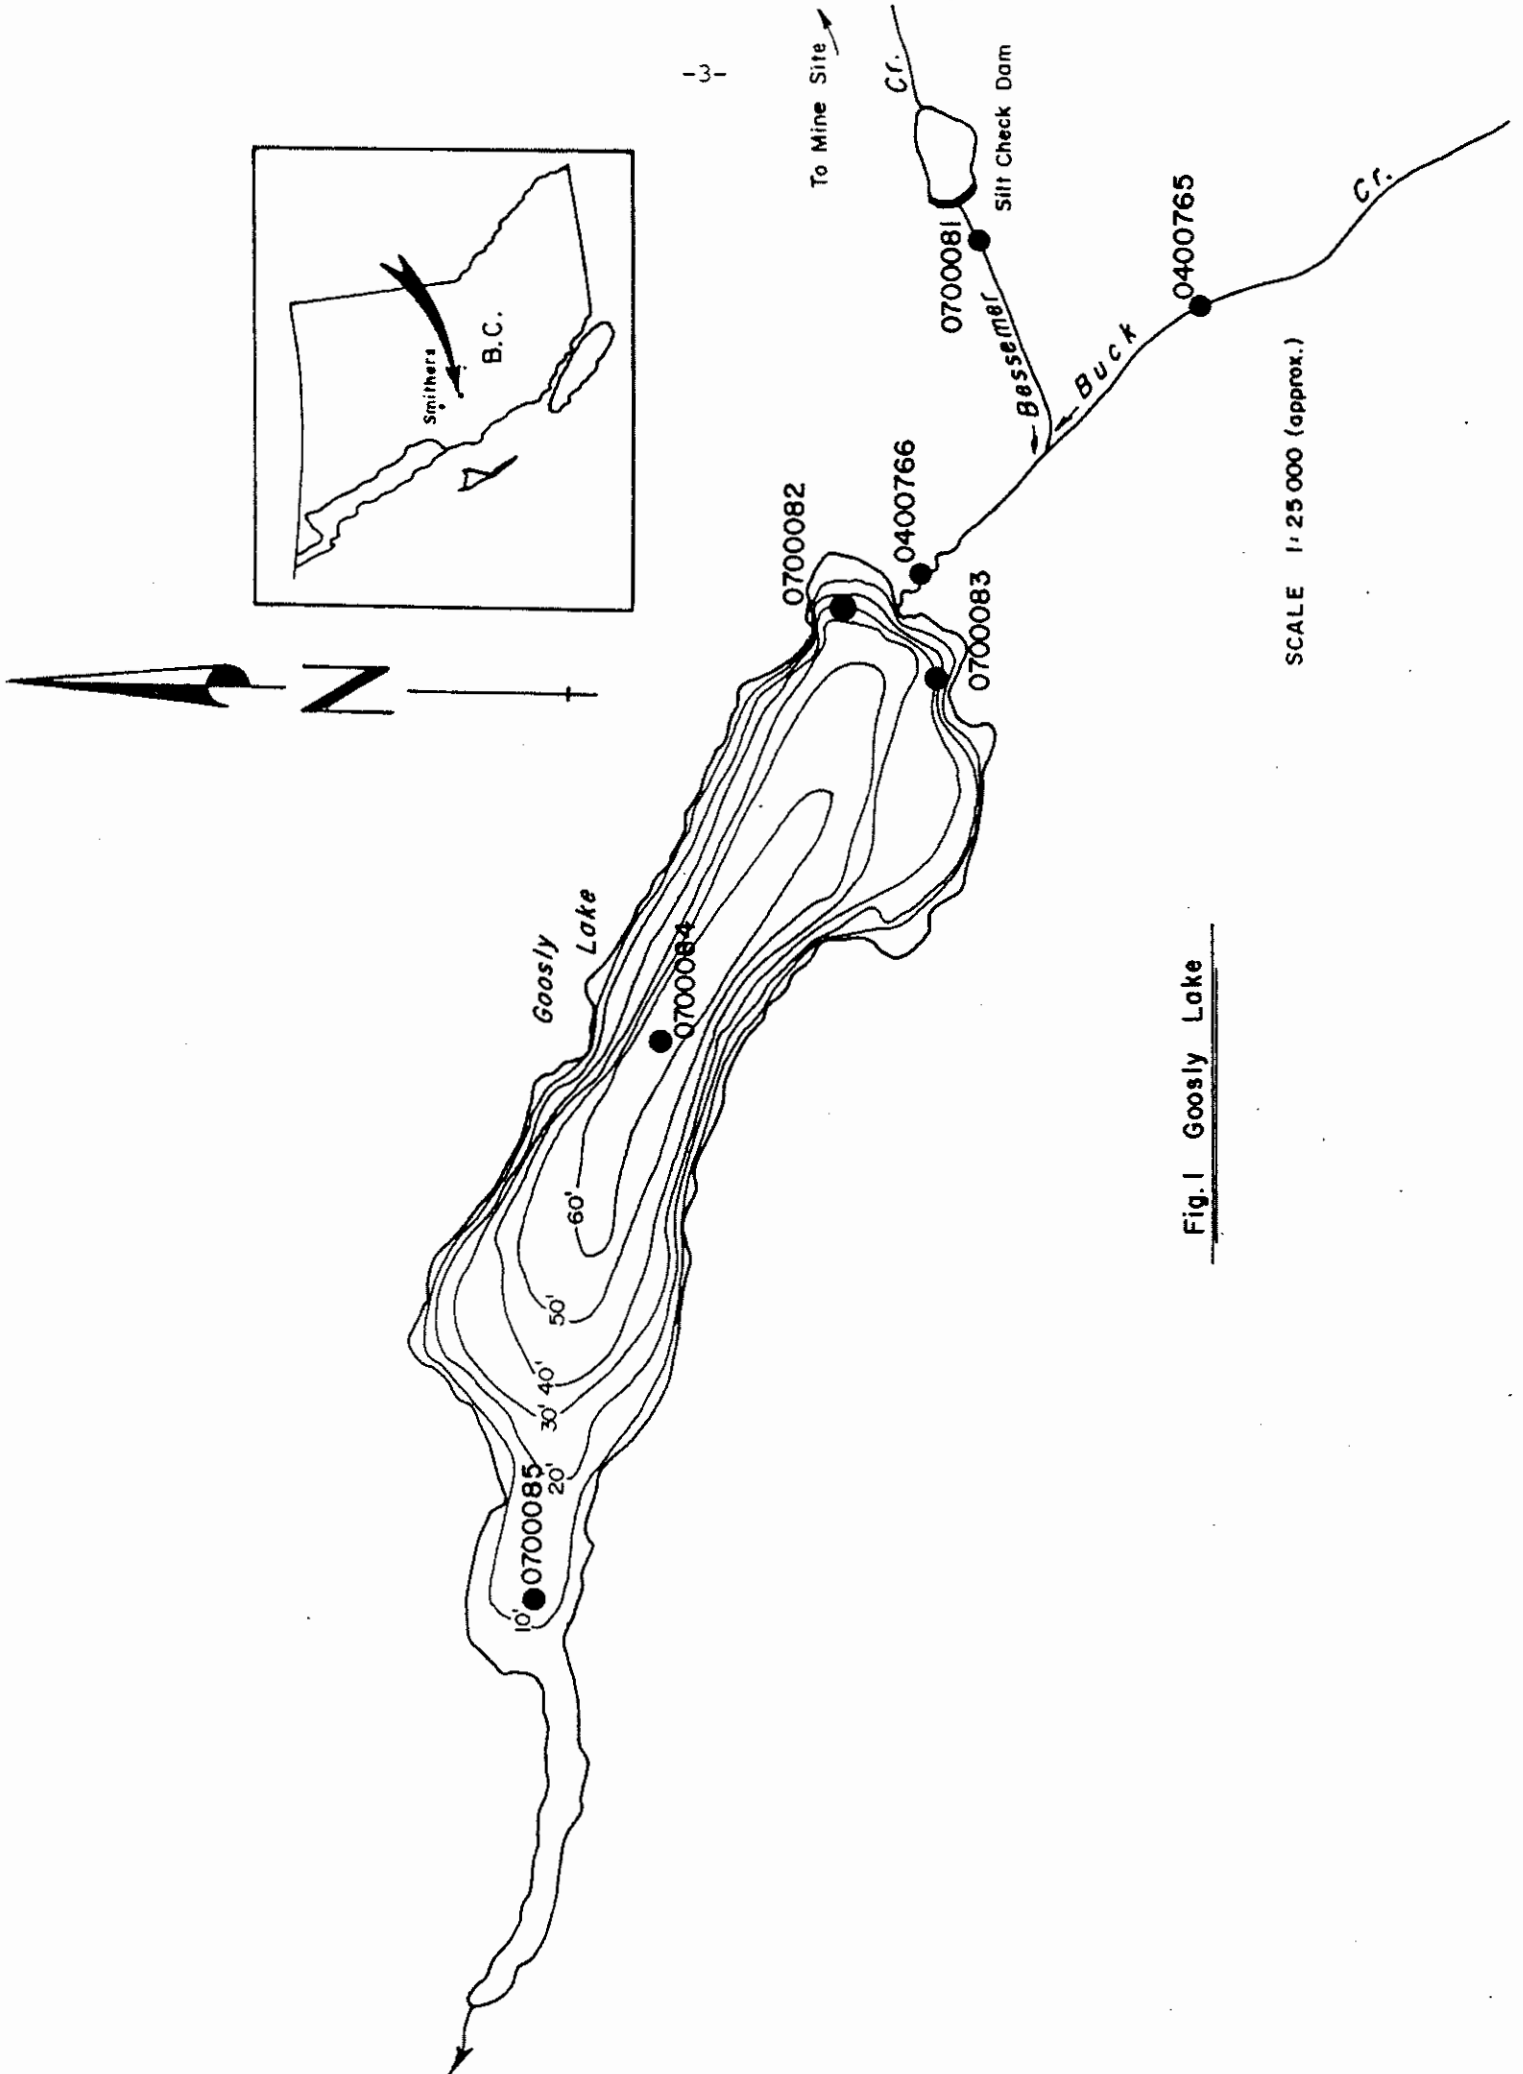 -3-
Smithers
B.C.
N
To Mine Site
Cr.
Silt Check Dam
0700081
Bessemer
Buck
Cr.
0400765
0400766
0700082
0700083
Goosly
Lake
0700084
60'
50'
40'
30'
20'
0700085
10'
SCALE 1:25 000 (approx.)
Fig. 1 Goosly Lake